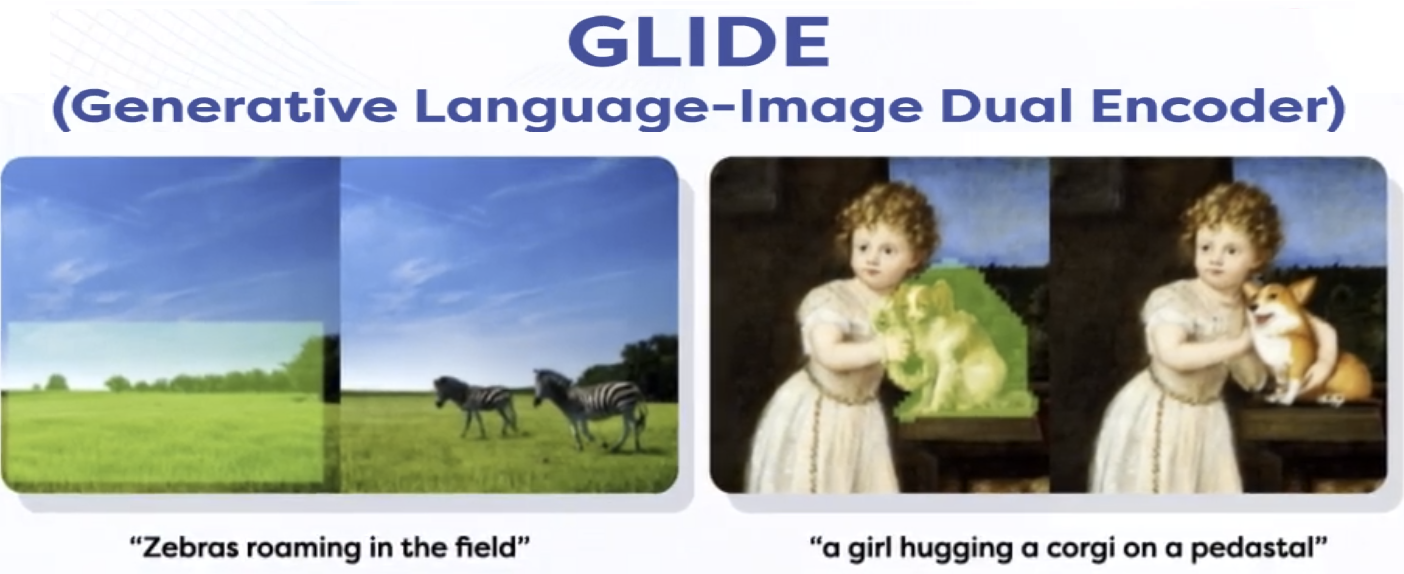 GLIDE
(Generative Language-Image Dual Encoder)
“Zebras roaming in the field”
“a girl hugging a corgi on a pedastal”